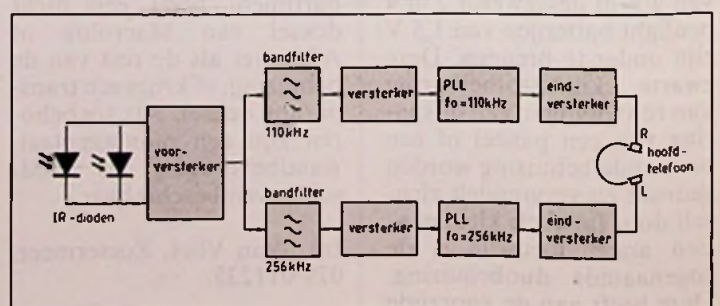 bandfilter
110kHz
versterker
PLL
fo=110kHz
eind-
versterker
voor-
versterker
IR-dioden
R
hoofd-
telefoon
L
bandfilter
256kHz
versterker
PLL
fo=256kHz
eind-
versterker